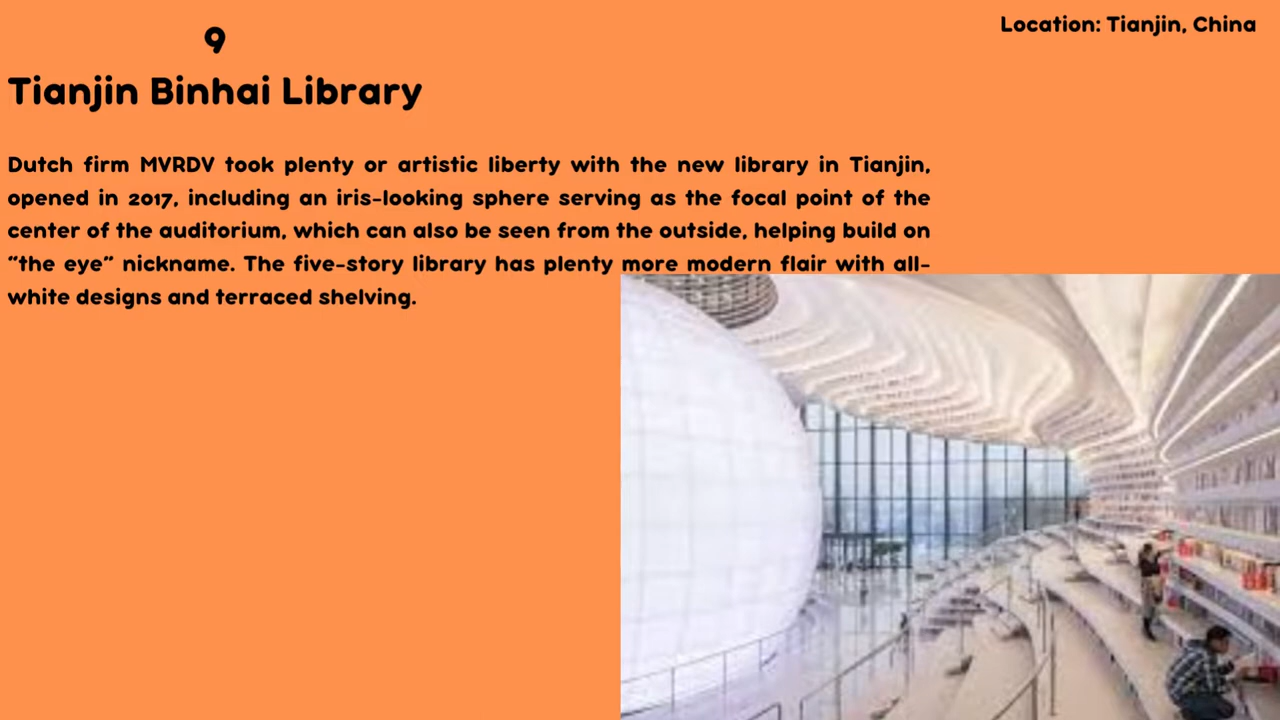 9
Tianjin Binhai Library
Location: Tianjin, China
Dutch firm MVRDV took plenty or artistic liberty with the new library in Tianjin,
opened in 2017, including an iris-looking sphere serving as the focal point of the
center of the auditorium, which can also be seen from the outside, helping build on
“the eye” nickname. The five-story library has plenty more modern flair with all-
white designs and terraced shelving.